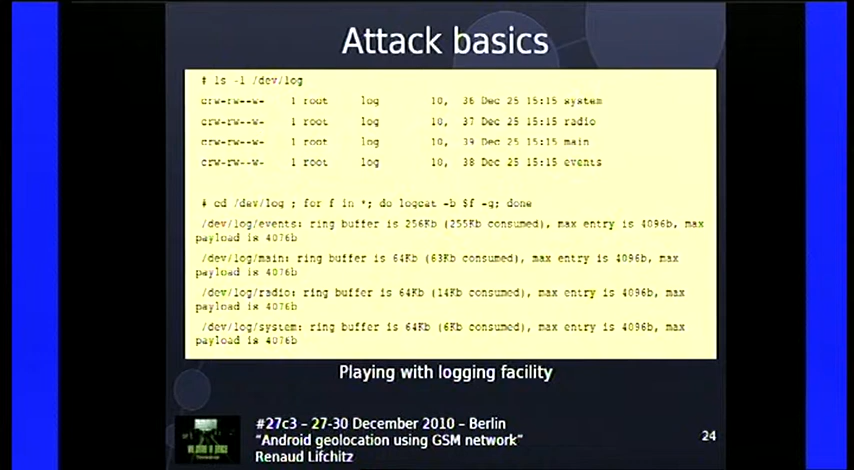 Attack basics
# ls -l /dev/log
crw-rw--w- 1 root log 10, 36 Dec 25 15:15 system
crw-rw--w- 1 root log 10, 37 Dec 25 15:15 radio
crw-rw--w- 1 root log 10, 39 Dec 25 15:15 main
crw-rw--w- 1 root log 10, 38 Dec 25 15:15 events
# cd /dev/log ; for f in *; do logcat -b $f -g; done
/dev/log/events: ring buffer is 256Kb (255Kb consumed), max entry is 4096b, max
payload is 4076b
/dev/log/main: ring buffer is 64Kb (63Kb consumed), max entry is 4096b, max
payload is 4076b
/dev/log/radio: ring buffer is 64Kb (14Kb consumed), max entry is 4096b, max
payload is 4076b
/dev/log/system: ring buffer is 64Kb (6Kb consumed), max entry is 4096b, max
payload is 4076b
Playing with logging facility
#27c3 – 27-30 December 2010 – Berlin
"Android geolocation using GSM network"
Renaud Lifchitz
24